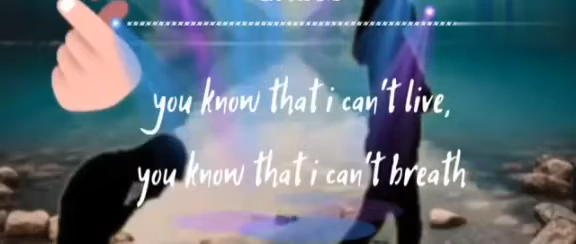 you know that i can't live,
you know that i can't breath